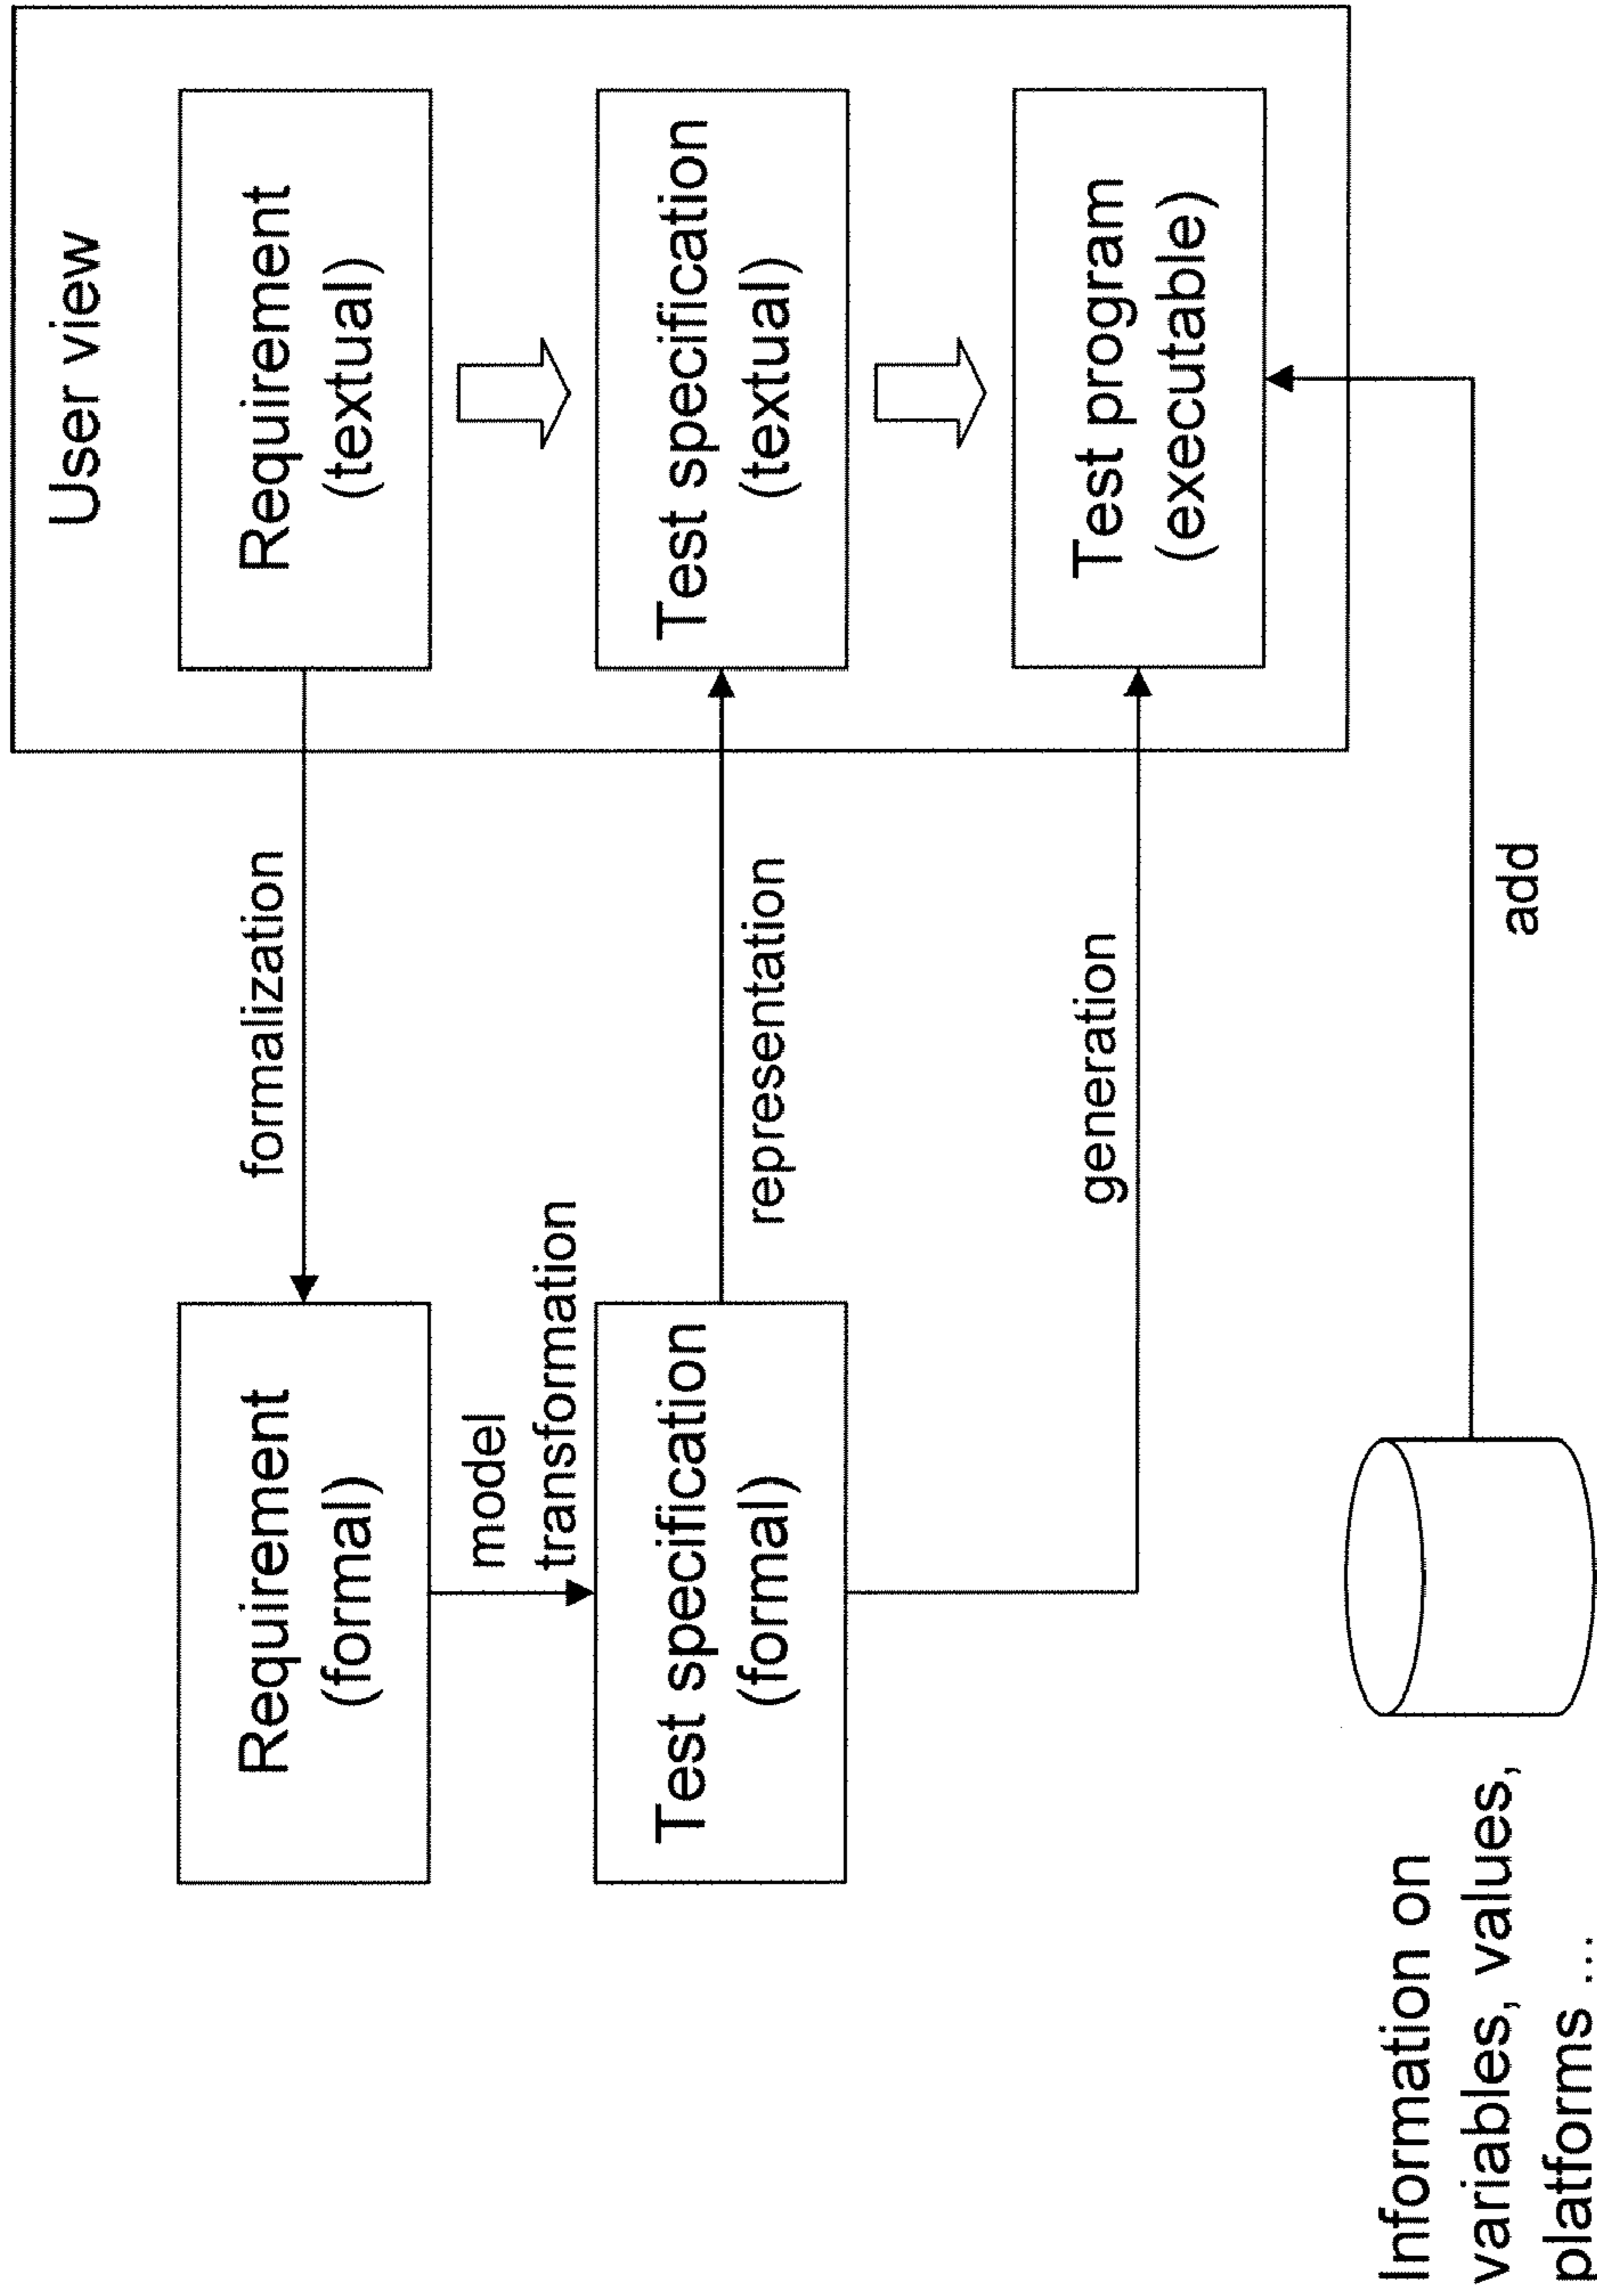 User view
Requirement
(formal)
formalization
Requirement
(textual)
model
transformation
Test specification
(formal)
representation
Test specification
(textual)
generation
Test program
(executable)
Information on
variables, values,
platforms ...
add